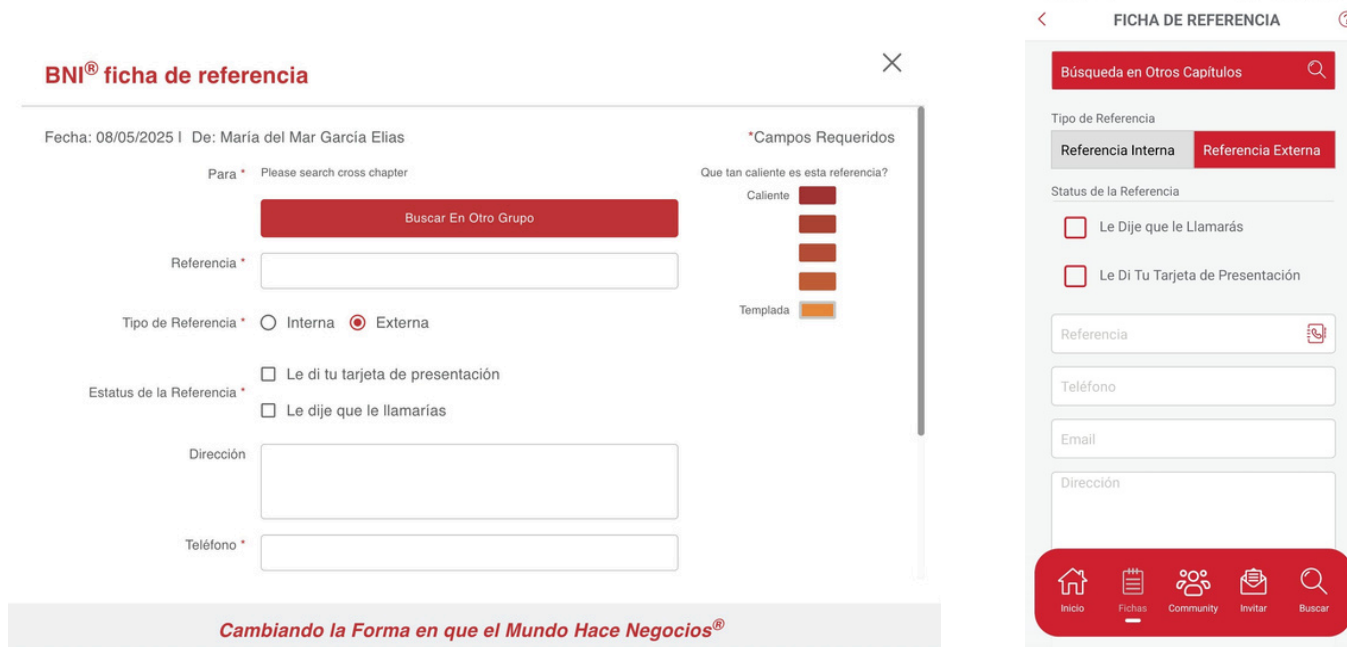 BNI® ficha de referencia
Fecha: 08/05/2025 I De: María del Mar García Elias
*Campos Requeridos
Para * Please search cross chapter
Que tan caliente es esta referencia?
Caliente
Buscar En Otro Grupo
Referencia *
Templada
Tipo de Referencia * Interna Externa
Estatus de la Referencia *
Le di tu tarjeta de presentación
Le dije que le llamarías
Dirección
Teléfono *
Cambiando la Forma en que el Mundo Hace Negocios®
FICHA DE REFERENCIA
Búsqueda en Otros Capítulos
Tipo de Referencia
Referencia Interna Referencia Externa
Status de la Referencia
Le Dije que le Llamarás
Le Di Tu Tarjeta de Presentación
Referencia
Teléfono
Email
Dirección
Inicio Fichas Community Invitar Buscar